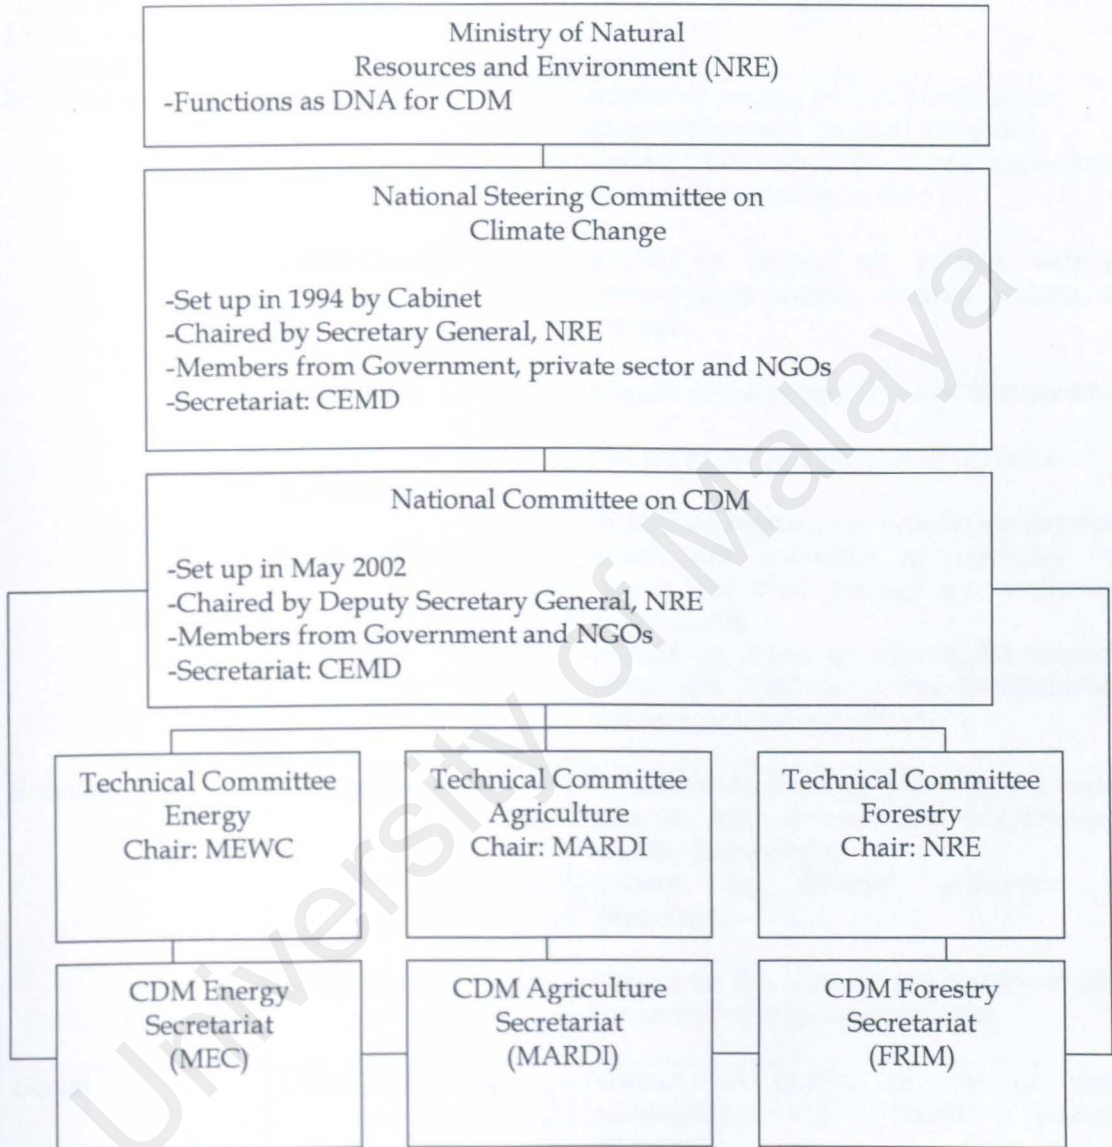 Ministry of Natural
Resources and Environment (NRE)
-Functions as DNA for CDM
National Steering Committee on
Climate Change
-Set up in 1994 by Cabinet
-Chaired by Secretary General, NRE
-Members from Government, private sector and NGOs
-Secretariat: CEMD
National Committee on CDM
-Set up in May 2002
-Chaired by Deputy Secretary General, NRE
-Members from Government and NGOs
-Secretariat: CEMD
Technical Committee
Energy
Chair: MEWC
Technical Committee
Agriculture
Chair: MARDI
Technical Committee
Forestry
Chair: NRE
CDM Energy
Secretariat
(MEC)
CDM Agriculture
Secretariat
(MARDI)
CDM Forestry
Secretariat
(FRIM)
University of Malaya